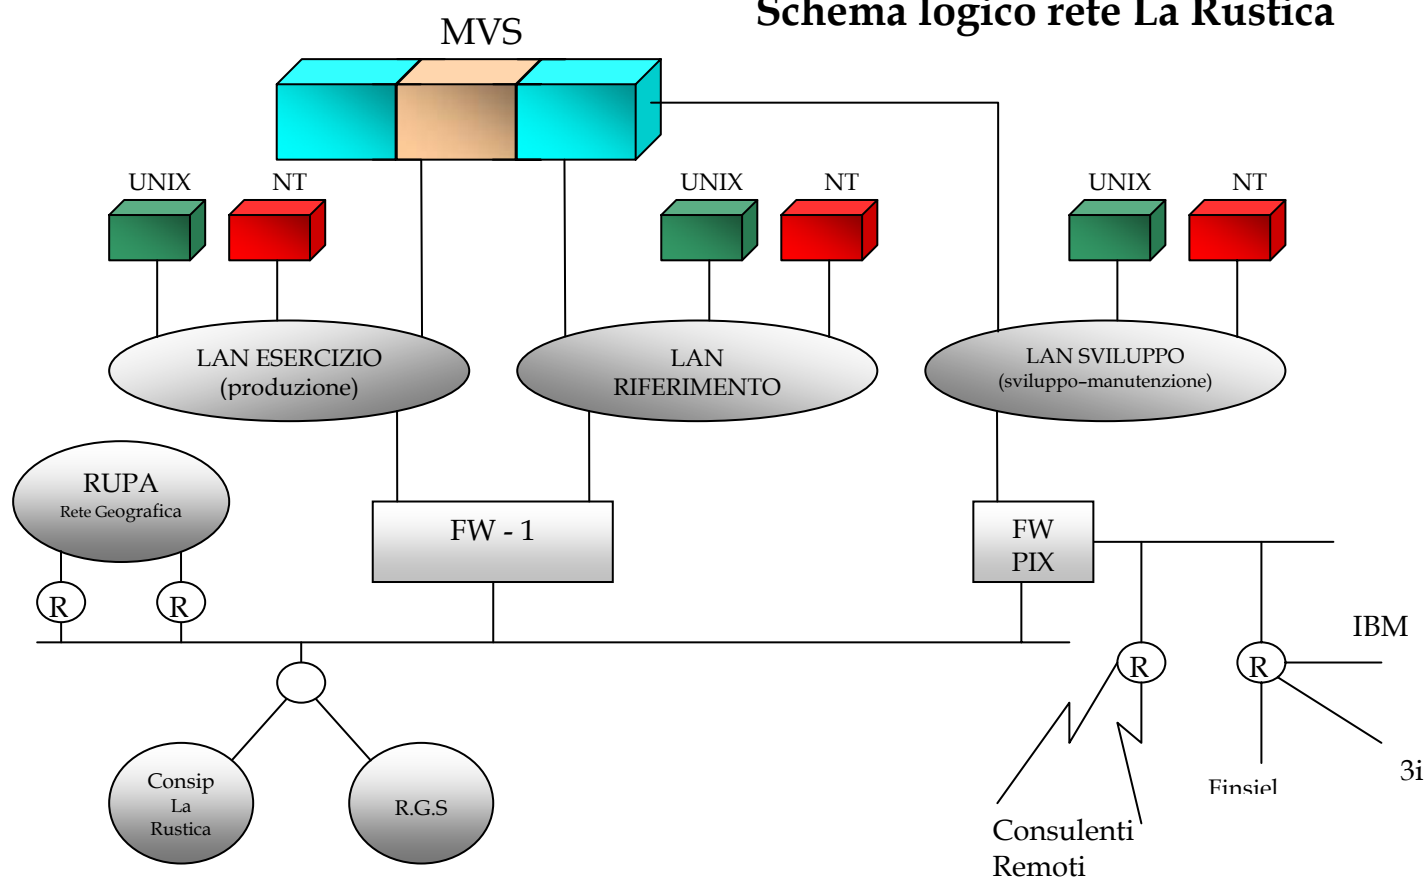 Schema logico rete La Rustica
MVS
UNIX
NT
UNIX
NT
UNIX
NT
LAN ESERCIZIO
(produzione)
LAN
RIFERIMENTO
LAN SVILUPPO
(sviluppo-manutenzione)
RUPA
Rete Geografica
FW - 1
FW
PIX
R
R
IBM
R
R
3i
Finsiel
Consip
La
Rustica
R.G.S
Consulenti
Remoti